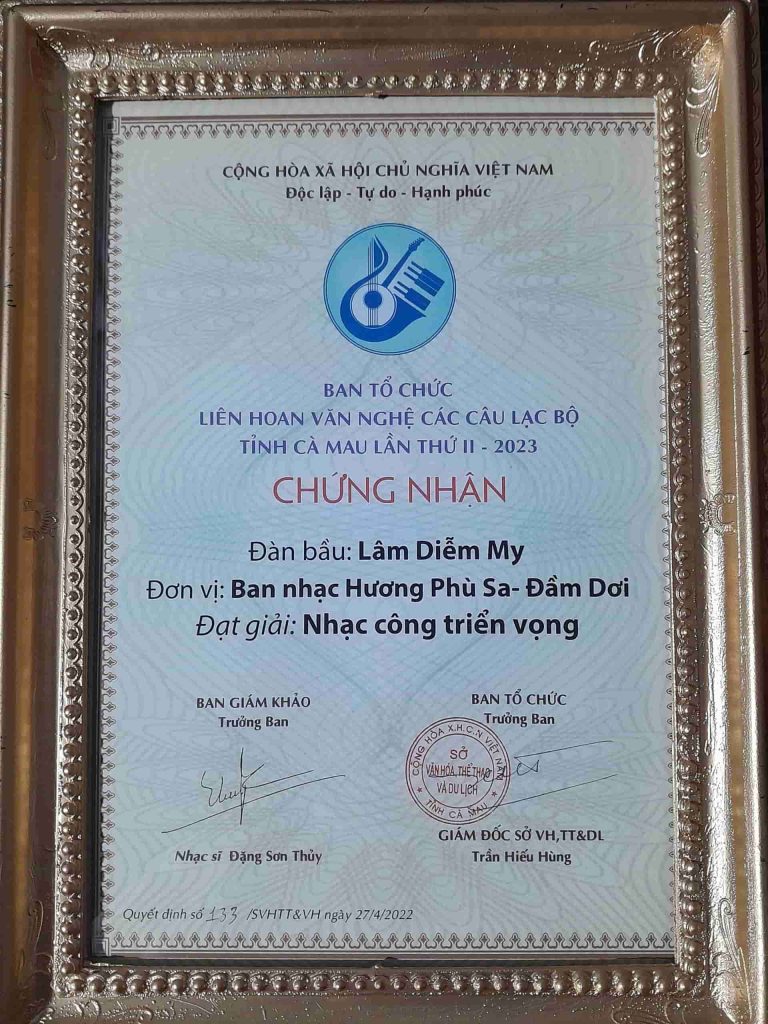 CỘNG HÒA XÃ HỘI CHỦ NGHĨA VIỆT NAM
Độc lập - Tự do - Hạnh phúc
BAN TỔ CHỨC
LIÊN HOAN VĂN NGHỆ CÁC CÂU LẠC BỘ
TỈNH CÀ MAU LẦN THỨ II - 2023
CHỨNG NHẬN
Đàn bầu: Lâm Diễm My
Đơn vị: Ban nhạc Hương Phù Sa- Đầm Dơi
Đạt giải: Nhạc công triển vọng
BAN GIÁM KHẢO
Trưởng Ban
Nhạc sĩ Đặng Sơn Thủy
BAN TỔ CHỨC
Trưởng Ban
CỘNG HÒA X.H.C.N VIỆT NAM
SỞ
VĂN HÓA, THỂ THAO
VÀ DU LỊCH
TỈNH CÀ MAU
GIÁM ĐỐC SỞ VH,TT&DL
Trần Hiếu Hùng
Quyết định số 133 /SVHTT&VH ngày 27/4/2022